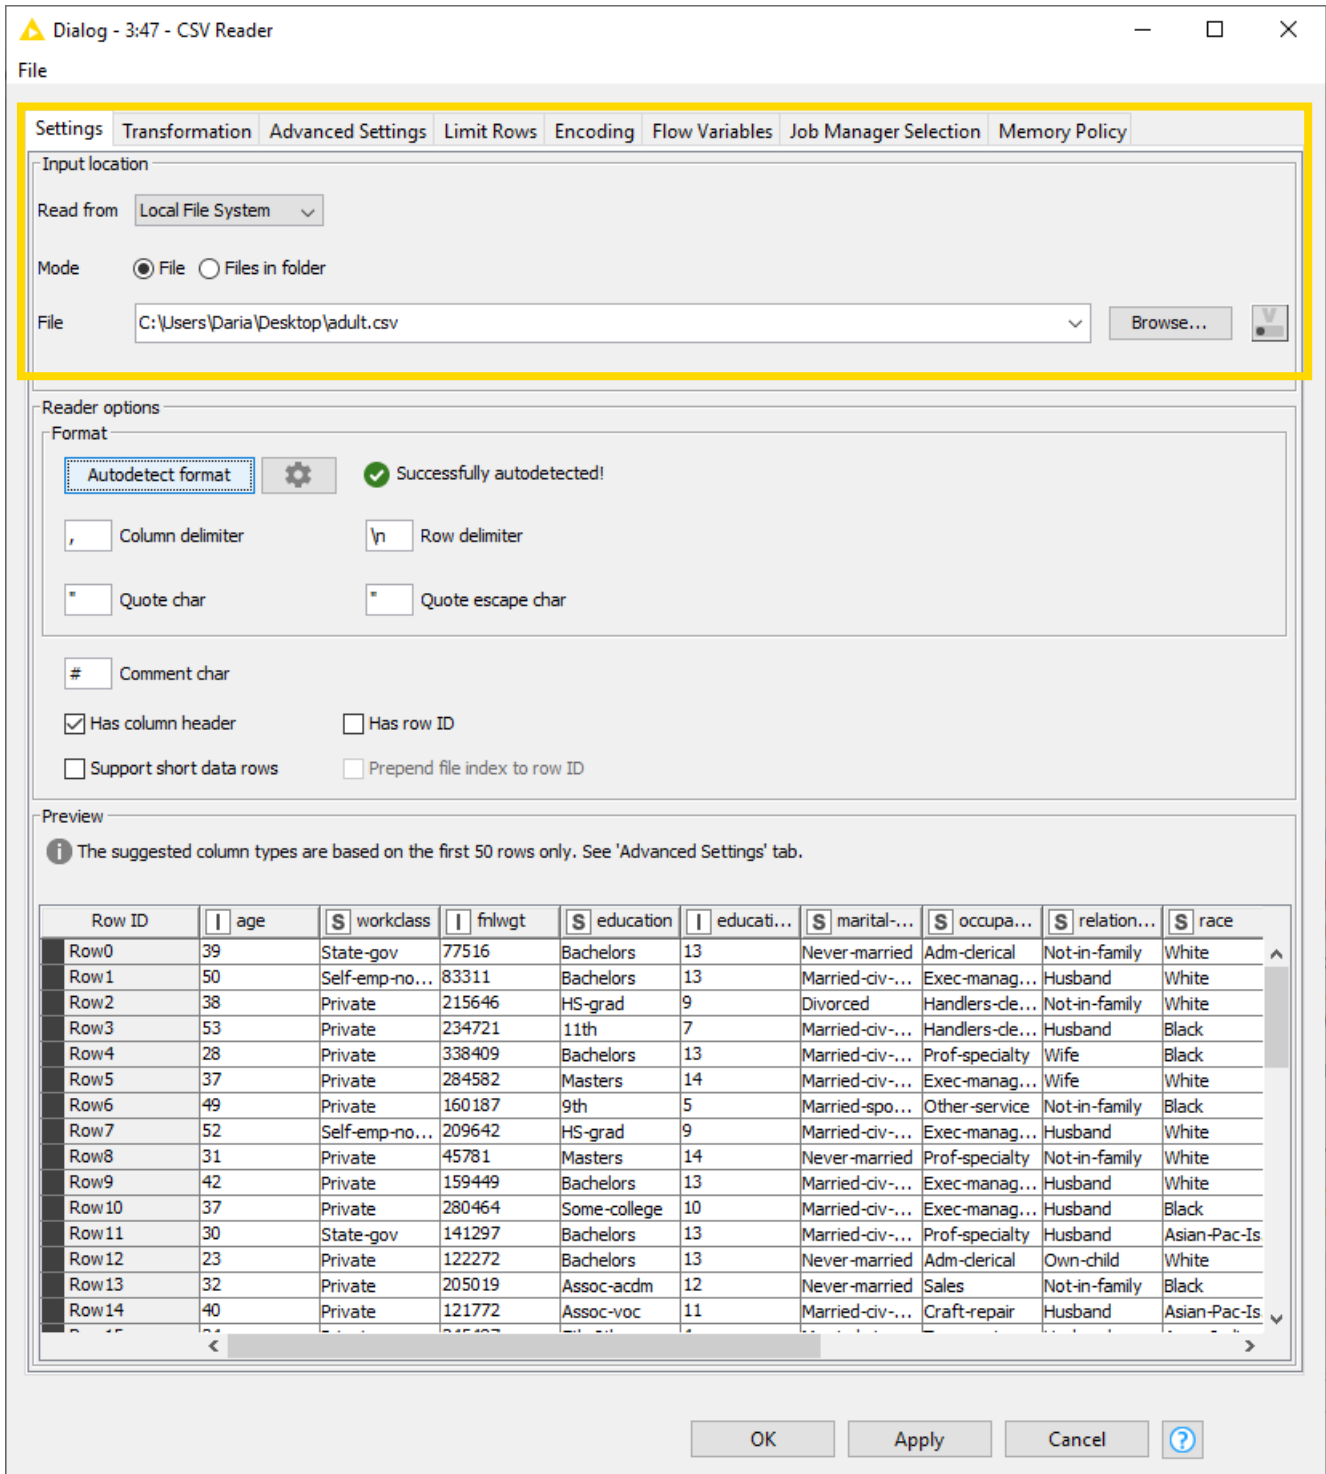 Dialog - 3:47 - CSV Reader
File
Settings Transformation Advanced Settings Limit Rows Encoding Flow Variables Job Manager Selection Memory Policy
Input location
Read from Local File System
Mode File Files in folder
File C:\Users\Daria\Desktop\adult.csv Browse... V
Reader options
Format
Autodetect format Successfully autodetected!
, Column delimiter \n Row delimiter
" Quote char " Quote escape char
# Comment char
Has column header Has row ID
Support short data rows Prepend file index to row ID
Preview
i The suggested column types are based on the first 50 rows only. See 'Advanced Settings' tab.
Row ID I age S workclass I fnlwgt S education I educati... S marital-... S occupa... S relation... S race
Row0 39 State-gov 77516 Bachelors 13 Never-married Adm-clerical Not-in-family White
Row1 50 Self-emp-no... 83311 Bachelors 13 Married-civ-... Exec-manag... Husband White
Row2 38 Private 215646 HS-grad 9 Divorced Handlers-cle... Not-in-family White
Row3 53 Private 234721 11th 7 Married-civ-... Handlers-cle... Husband Black
Row4 28 Private 338409 Bachelors 13 Married-civ-... Prof-specialty Wife Black
Row5 37 Private 284582 Masters 14 Married-civ-... Exec-manag... Wife White
Row6 49 Private 160187 9th 5 Married-spo... Other-service Not-in-family Black
Row7 52 Self-emp-no... 209642 HS-grad 9 Married-civ-... Exec-manag... Husband White
Row8 31 Private 45781 Masters 14 Never-married Prof-specialty Not-in-family White
Row9 42 Private 159449 Bachelors 13 Married-civ-... Exec-manag... Husband White
Row10 37 Private 280464 Some-college 10 Married-civ-... Exec-manag... Husband Black
Row11 30 State-gov 141297 Bachelors 13 Married-civ-... Prof-specialty Husband Asian-Pac-Is
Row12 23 Private 122272 Bachelors 13 Never-married Adm-clerical Own-child White
Row13 32 Private 205019 Assoc-acdm 12 Never-married Sales Not-in-family Black
Row14 40 Private 121772 Assoc-voc 11 Married-civ-... Craft-repair Husband Asian-Pac-Is
OK Apply Cancel ?